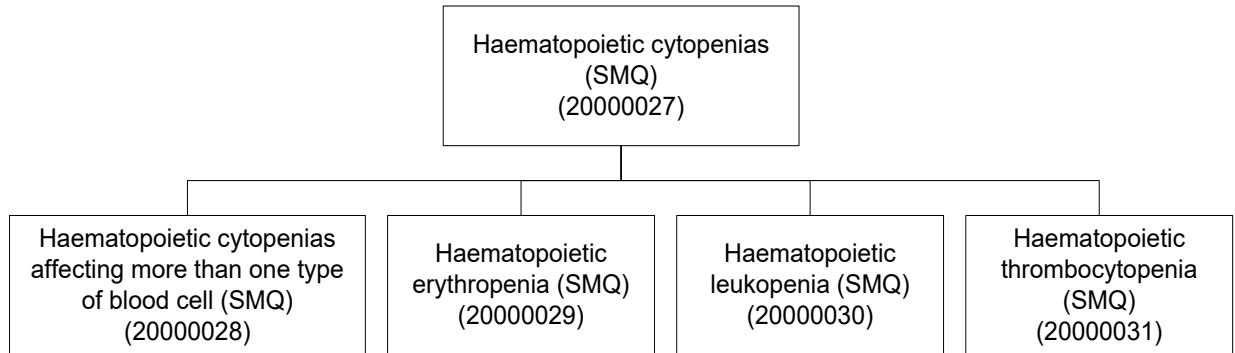 Haematopoietic cytopenias
(SMQ)
(20000027)
Haematopoietic cytopenias
affecting more than one type
of blood cell (SMQ)
(20000028)
Haematopoietic
erythropenia (SMQ)
(20000029)
Haematopoietic
leukopenia (SMQ)
(20000030)
Haematopoietic
thrombocytopenia
(SMQ)
(20000031)